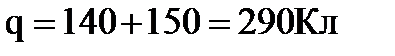 q = 140+150 = 290Кл